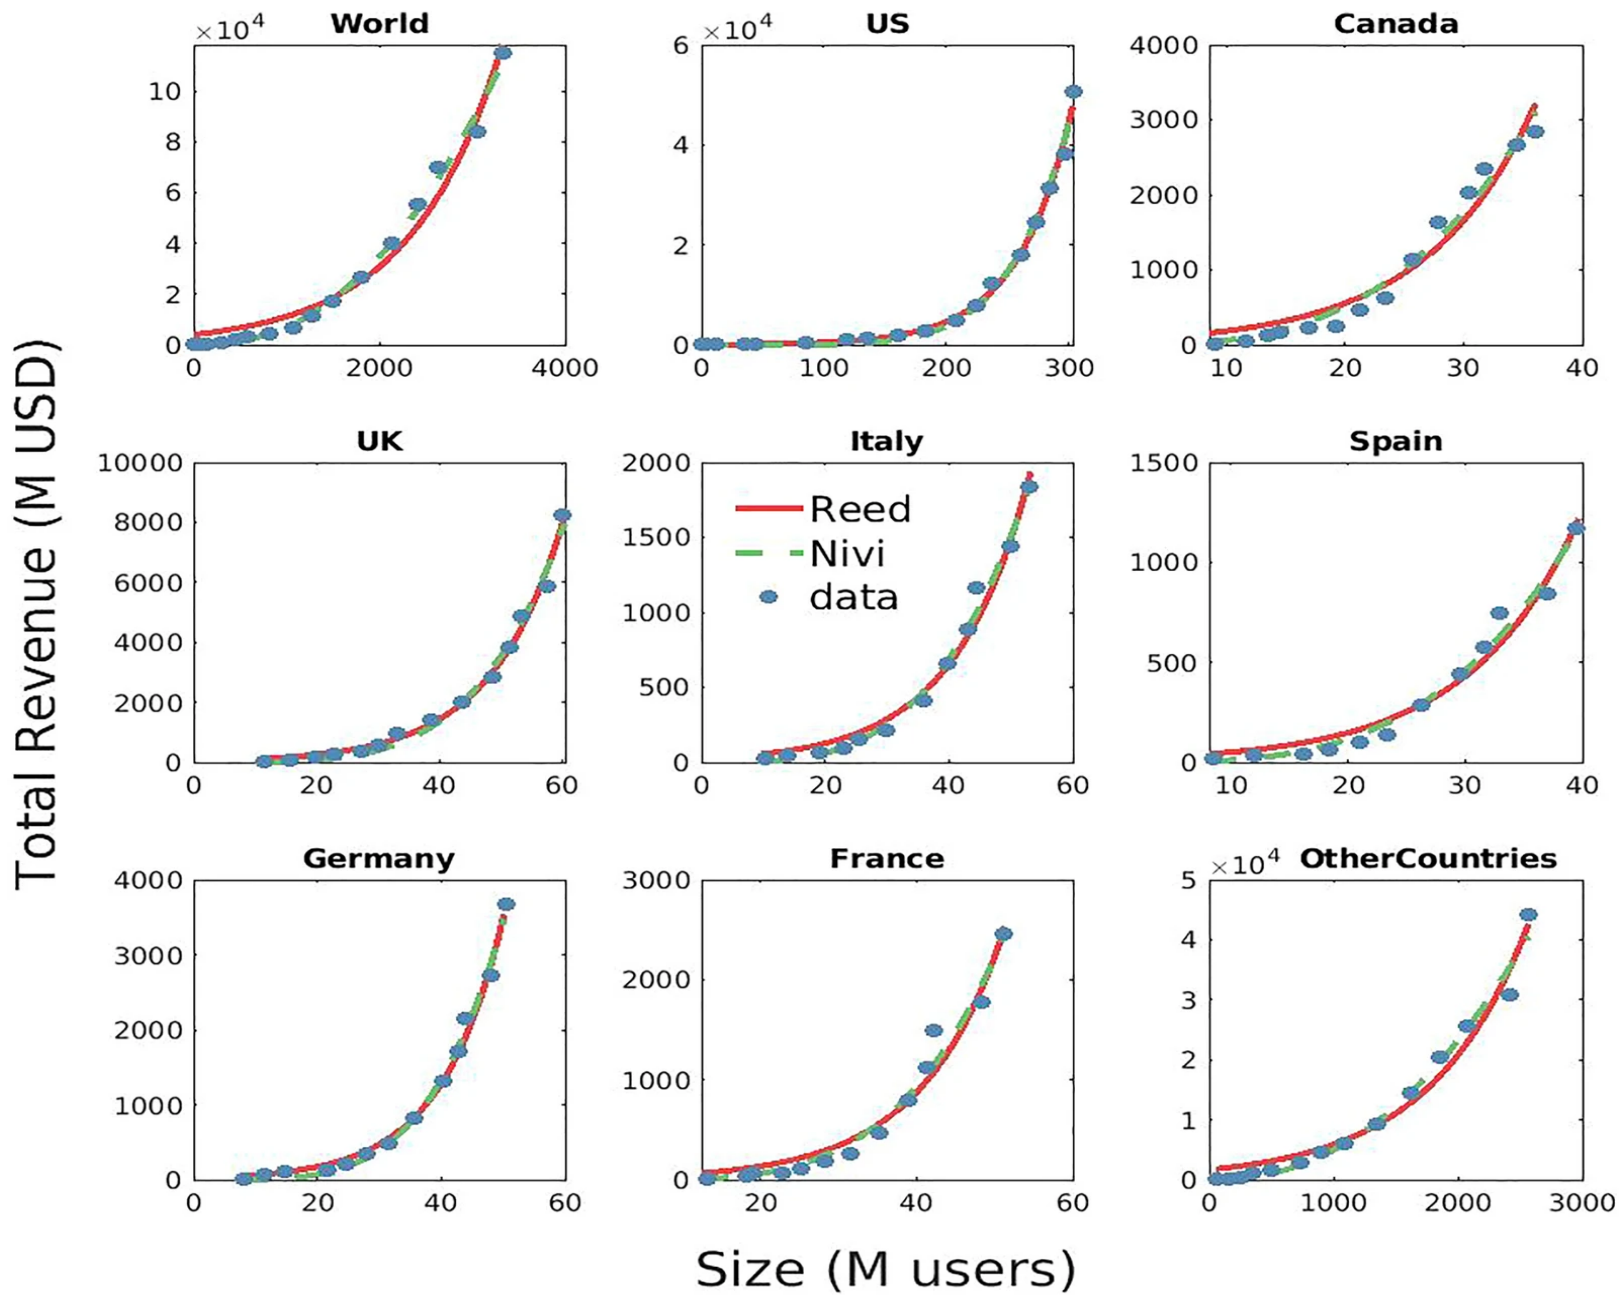 Total Revenue (M USD)
×10⁴ World
10
8
6
4
2
0
0 2000 4000
×10⁴ US
6
4
2
0
0 100 200 300
Canada
4000
3000
2000
1000
0
10 20 30 40
UK
10000
8000
6000
4000
2000
0
0 20 40 60
Italy
2000
1500
1000
500
0
Reed
Nivi
data
0 20 40 60
Spain
1500
1000
500
0
10 20 30 40
Germany
4000
3000
2000
1000
0
0 20 40 60
France
3000
2000
1000
0
20 40 60
×10⁴ OtherCountries
5
4
3
2
1
0
0 1000 2000 3000
Size (M users)